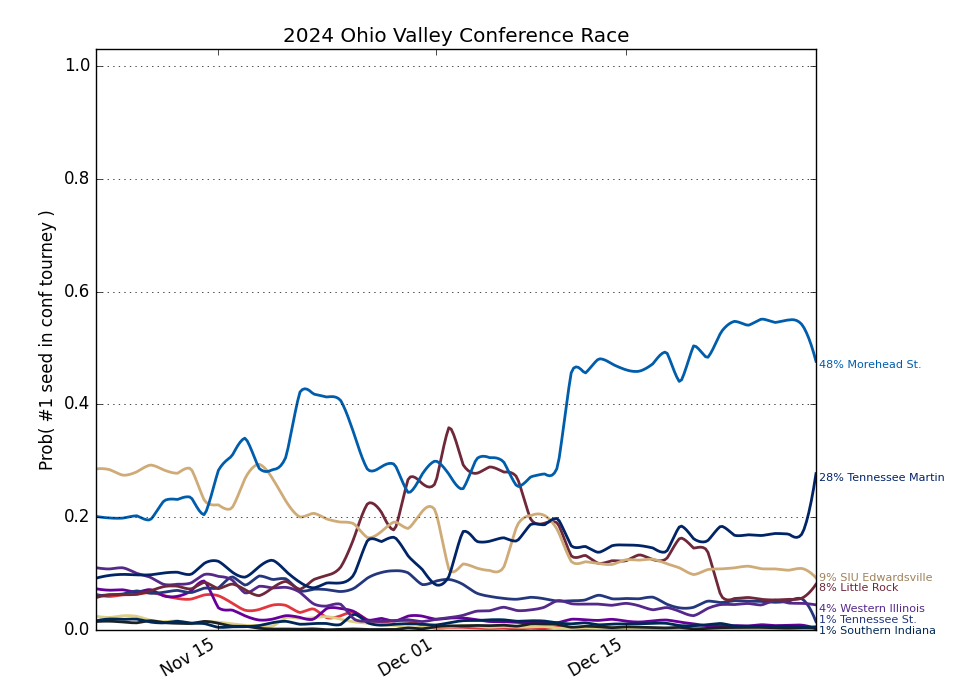 2024 Ohio Valley Conference Race
Prob( #1 seed in conf tourney )
1.0
0.8
0.6
0.4
0.2
0.0
Nov 15
Dec 01
Dec 15
48% Morehead St.
28% Tennessee Martin
9% SIU Edwardsville
8% Little Rock
4% Western Illinois
1% Tennessee St.
1% Southern Indiana